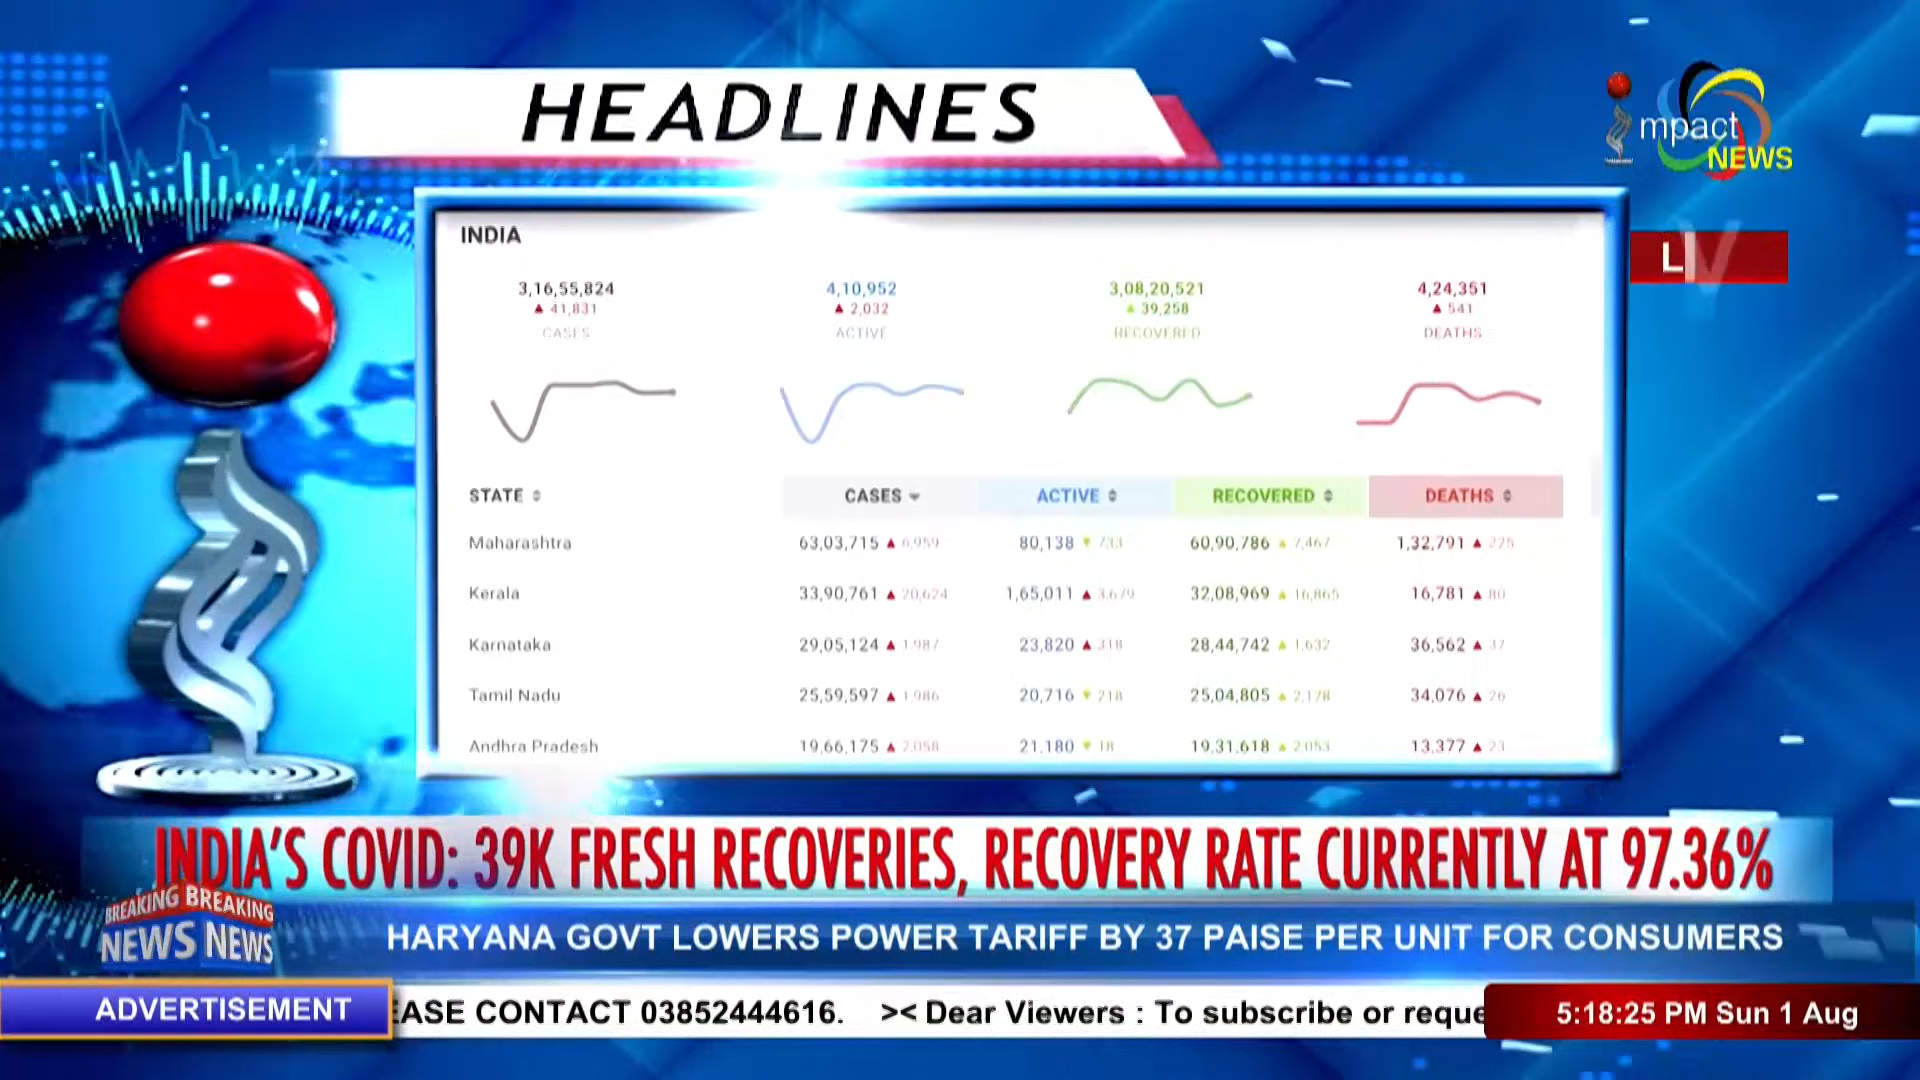 HEADLINES
mpact
NEWS
LIV
INDIA
3,16,55,824 4,10,952 3,08,20,521 4,24,351
▲ 41,831 ▲ 2,032 ▲ 39,258 ▲ 541
CASES ACTIVE RECOVERED DEATHS
STATE CASES ACTIVE RECOVERED DEATHS
Maharashtra 63,03,715 ▲ 6,959 80,138 ▼ 733 60,90,786 ▲ 7,467 1,32,791 ▲ 225
Kerala 33,90,761 ▲ 20,624 1,65,011 ▲ 3,679 32,08,969 ▲ 16,865 16,781 ▲ 80
Karnataka 29,05,124 ▲ 1,987 23,820 ▲ 318 28,44,742 ▲ 1,632 36,562 ▲ 37
Tamil Nadu 25,59,597 ▲ 1,986 20,716 ▼ 218 25,04,805 ▲ 2,178 34,076 ▲ 26
Andhra Pradesh 19,66,175 ▲ 2,058 21,180 ▼ 18 19,31,618 ▲ 2,053 13,377 ▲ 23
INDIA'S COVID: 39K FRESH RECOVERIES, RECOVERY RATE CURRENTLY AT 97.36%
BREAKING BREAKING
NEWS NEWS
HARYANA GOVT LOWERS POWER TARIFF BY 37 PAISE PER UNIT FOR CONSUMERS
ADVERTISEMENT
EASE CONTACT 03852444616. >< Dear Viewers : To subscribe or reque
5:18:25 PM Sun 1 Aug